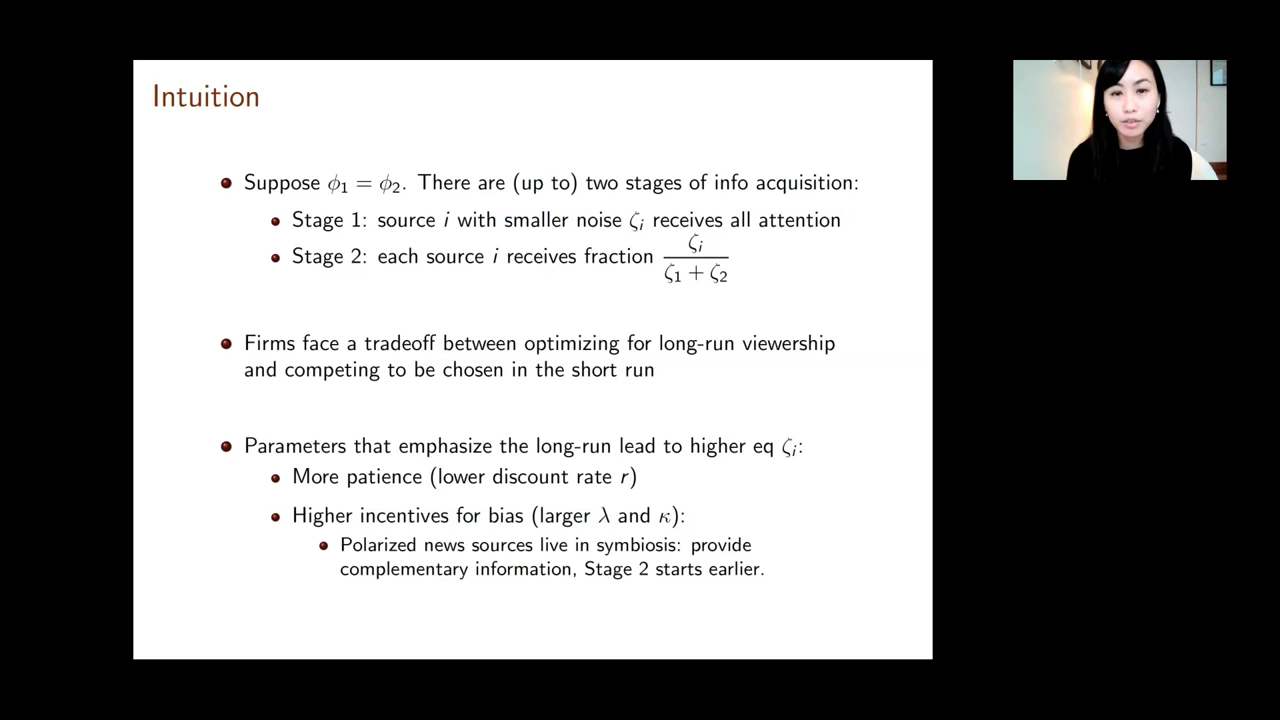 Intuition
Suppose ϕ₁ = ϕ₂. There are (up to) two stages of info acquisition:
Stage 1: source i with smaller noise ζᵢ receives all attention
Stage 2: each source i receives fraction ζᵢ / (ζ₁ + ζ₂)
Firms face a tradeoff between optimizing for long-run viewership
and competing to be chosen in the short run
Parameters that emphasize the long-run lead to higher eq ζᵢ:
More patience (lower discount rate r)
Higher incentives for bias (larger λ and κ):
Polarized news sources live in symbiosis: provide
complementary information, Stage 2 starts earlier.